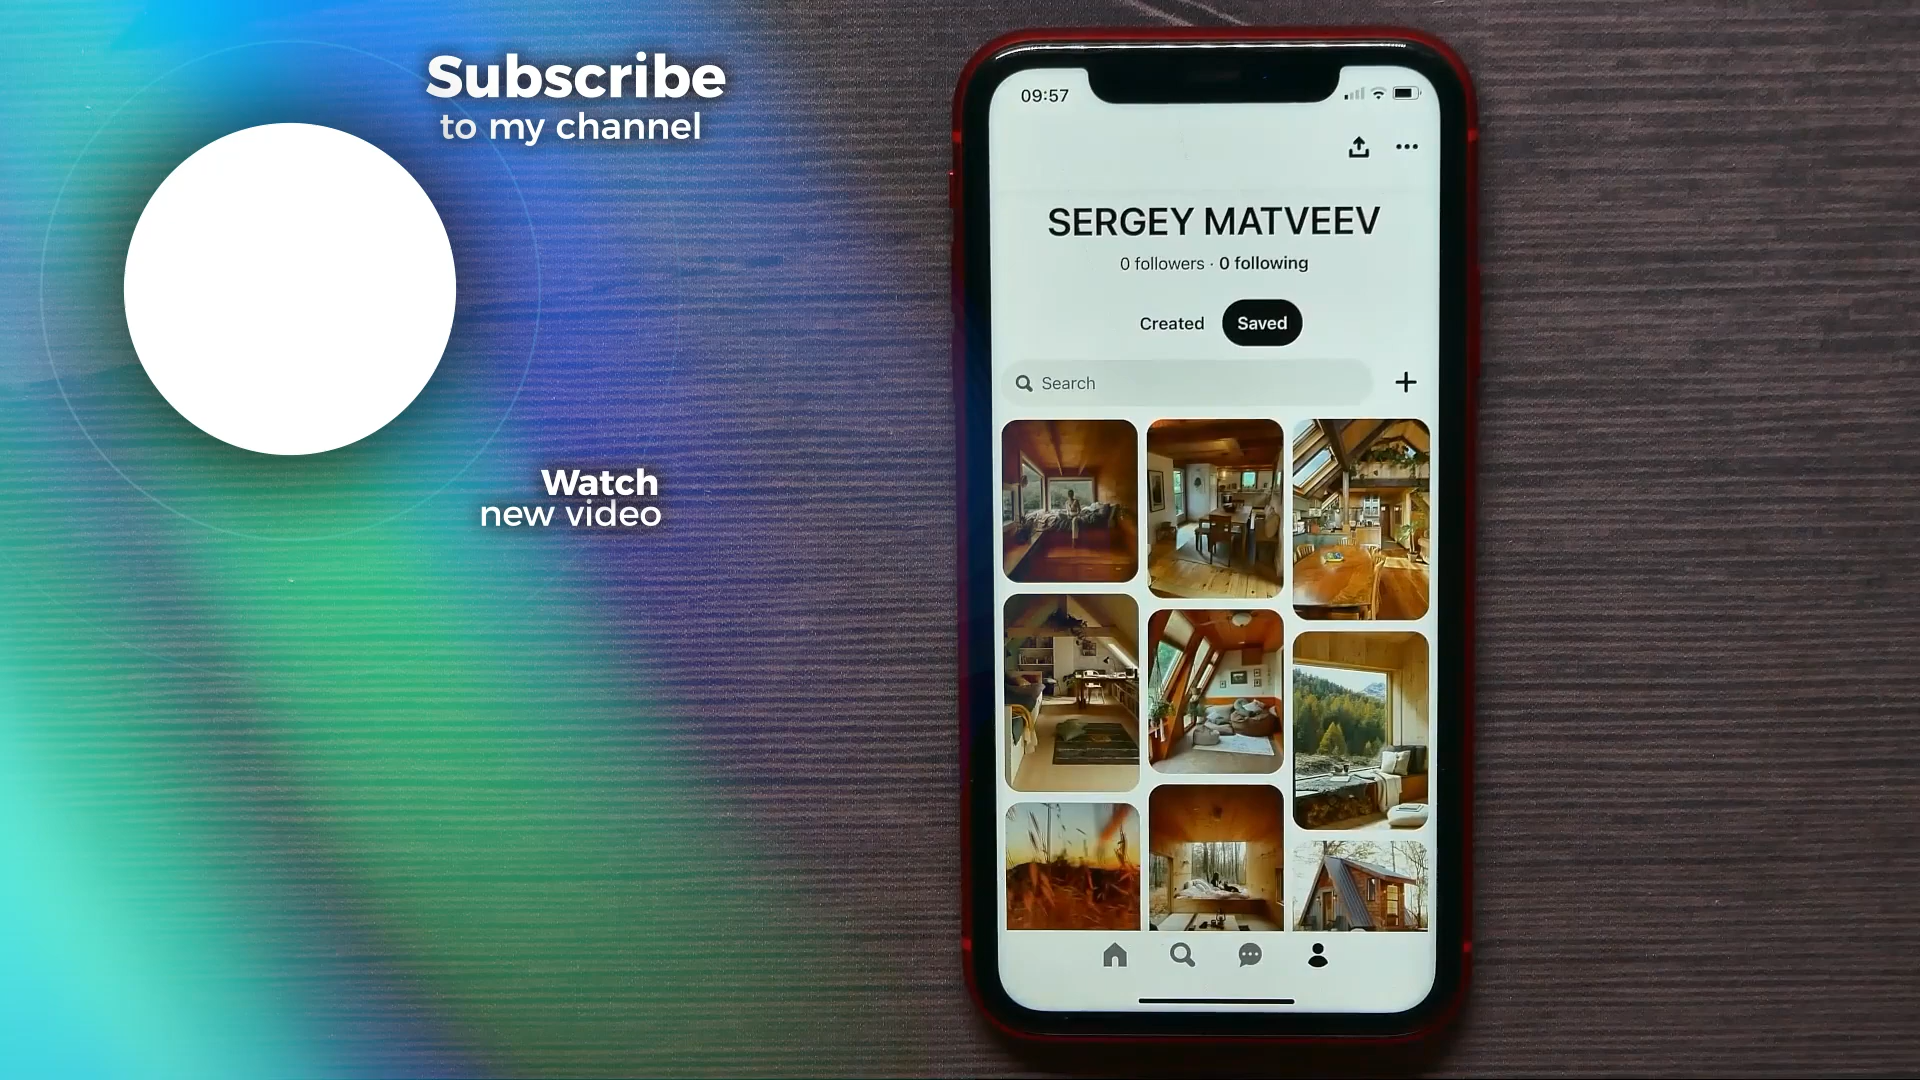 Subscribe
to my channel
Watch
new video
09:57
SERGEY MATVEEV
0 followers · 0 following
Created
Saved
Search